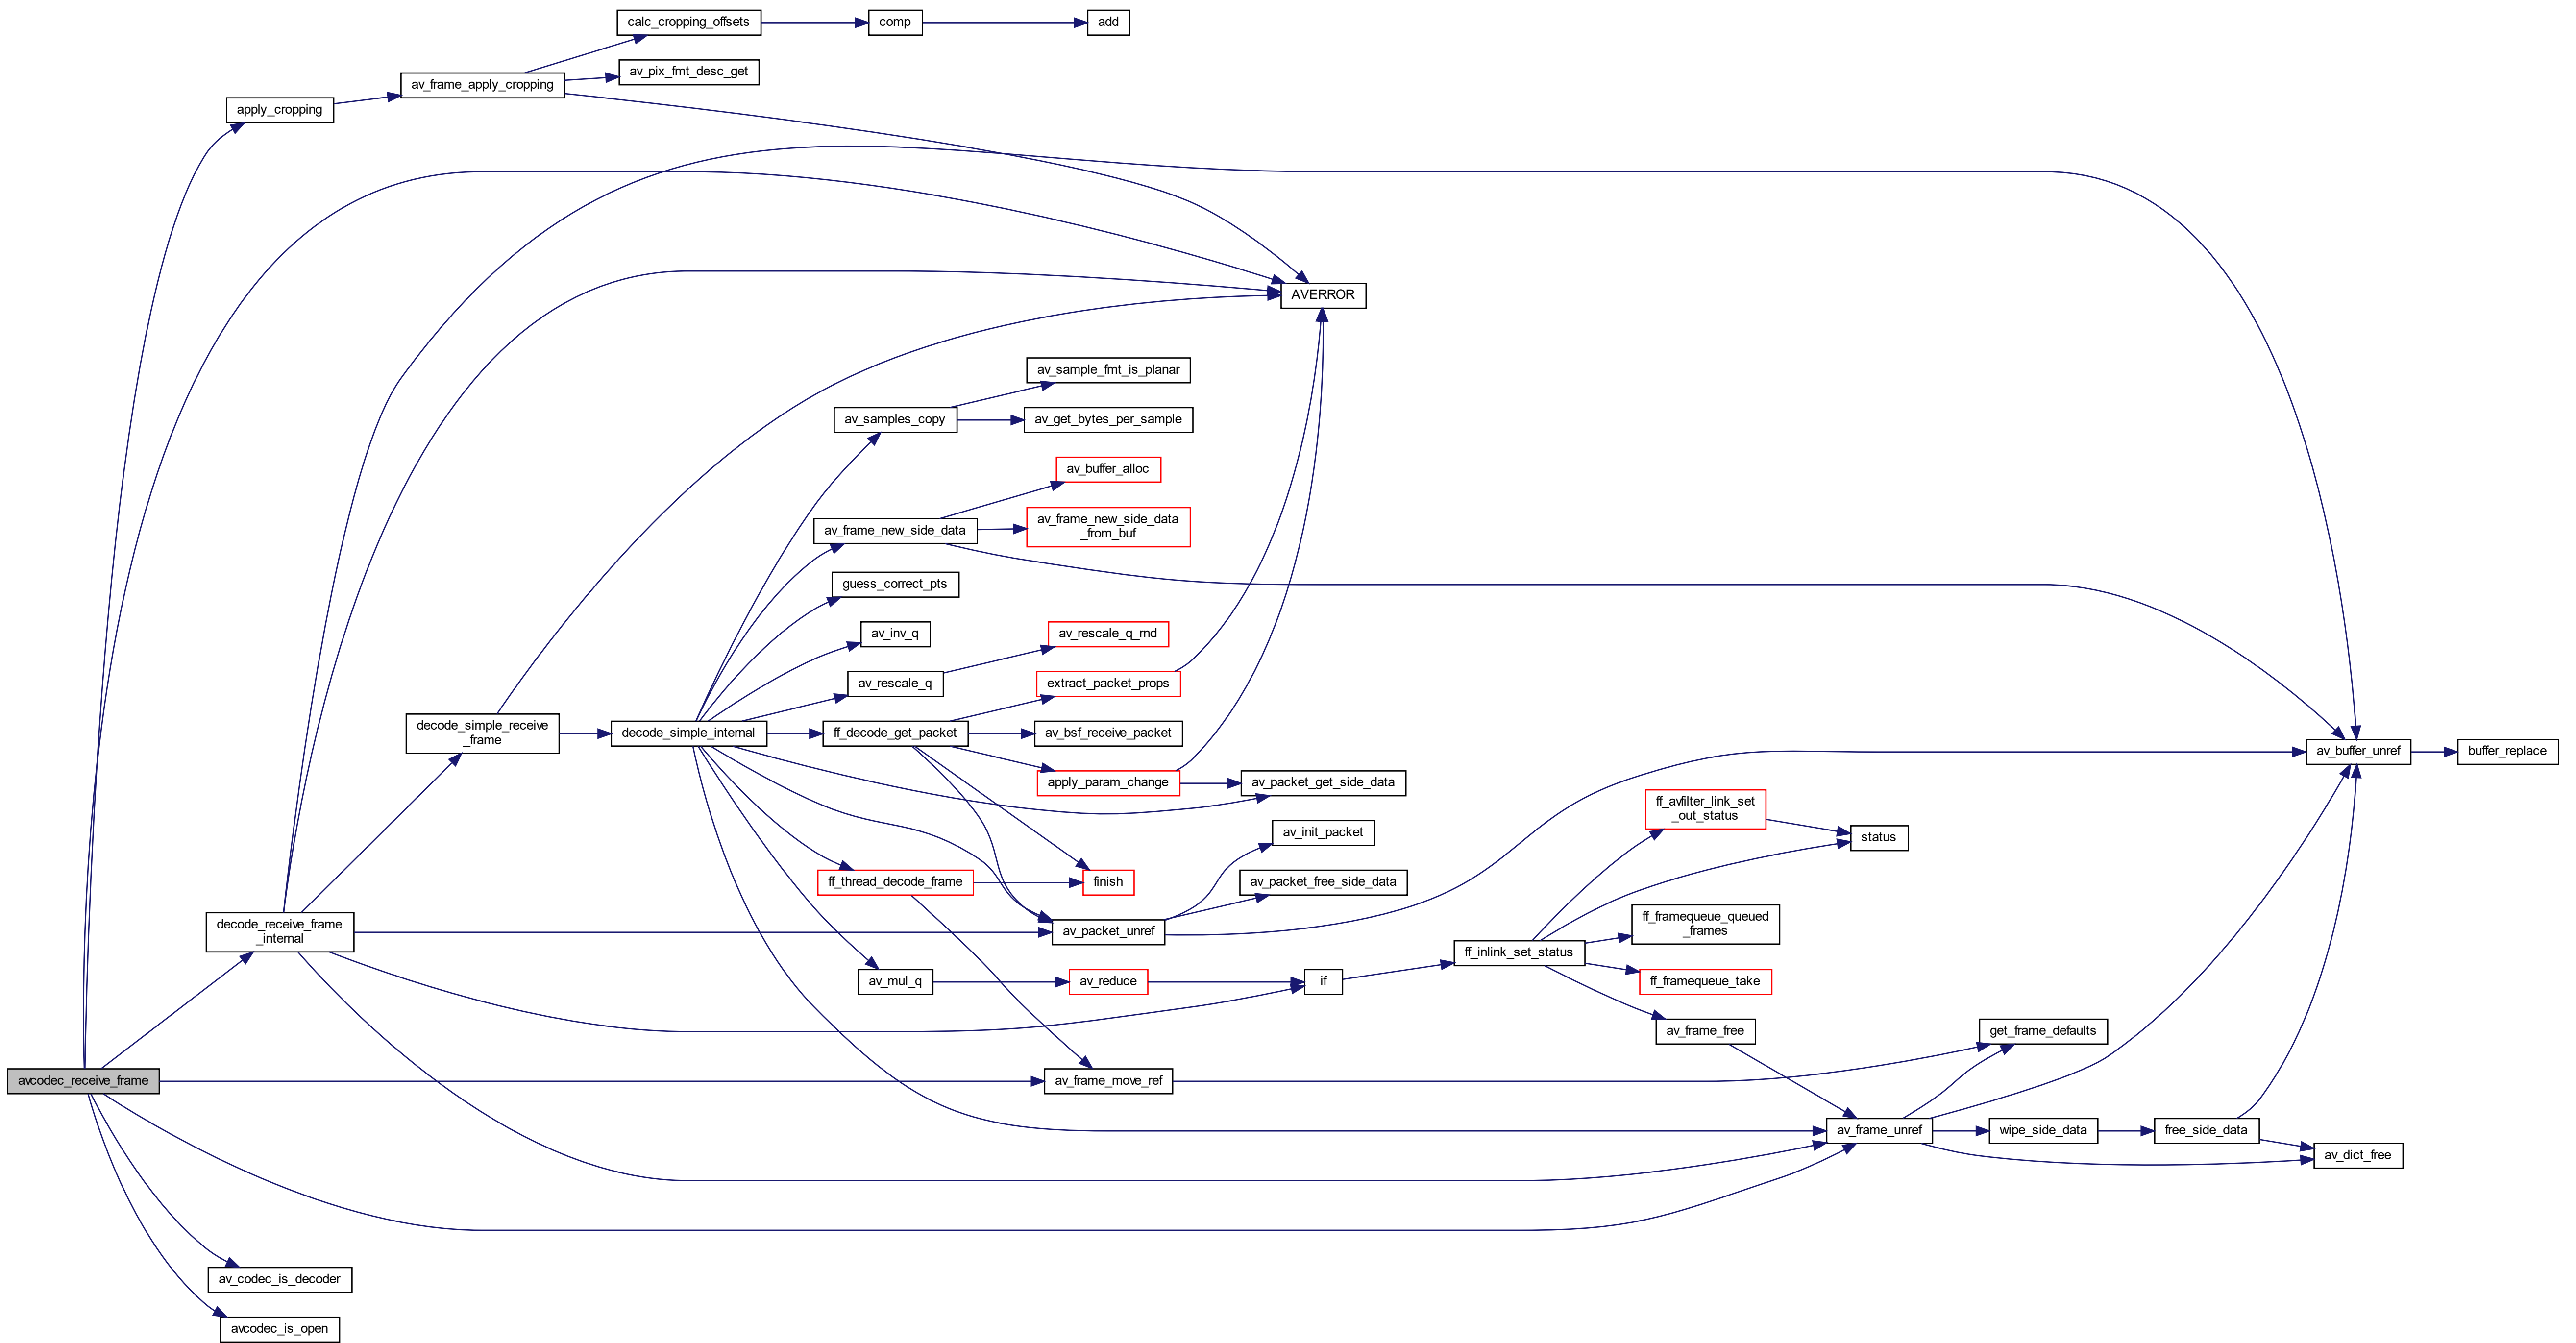 calc_cropping_offsets
comp
add
av_pix_fmt_desc_get
av_frame_apply_cropping
apply_cropping
AVERROR
av_sample_fmt_is_planar
av_samples_copy
av_get_bytes_per_sample
av_buffer_alloc
av_frame_new_side_data
av_frame_new_side_data
_from_buf
guess_correct_pts
av_inv_q
av_rescale_q_rnd
av_rescale_q
extract_packet_props
decode_simple_receive
_frame
decode_simple_internal
ff_decode_get_packet
av_bsf_receive_packet
av_buffer_unref
buffer_replace
apply_param_change
av_packet_get_side_data
ff_avfilter_link_set
_out_status
status
av_init_packet
ff_thread_decode_frame
finish
av_packet_free_side_data
decode_receive_frame
_internal
av_packet_unref
ff_framequeue_queued
_frames
ff_inlink_set_status
av_mul_q
av_reduce
if
ff_framequeue_take
av_frame_free
get_frame_defaults
avcodec_receive_frame
av_frame_move_ref
av_frame_unref
wipe_side_data
free_side_data
av_dict_free
av_codec_is_decoder
avcodec_is_open